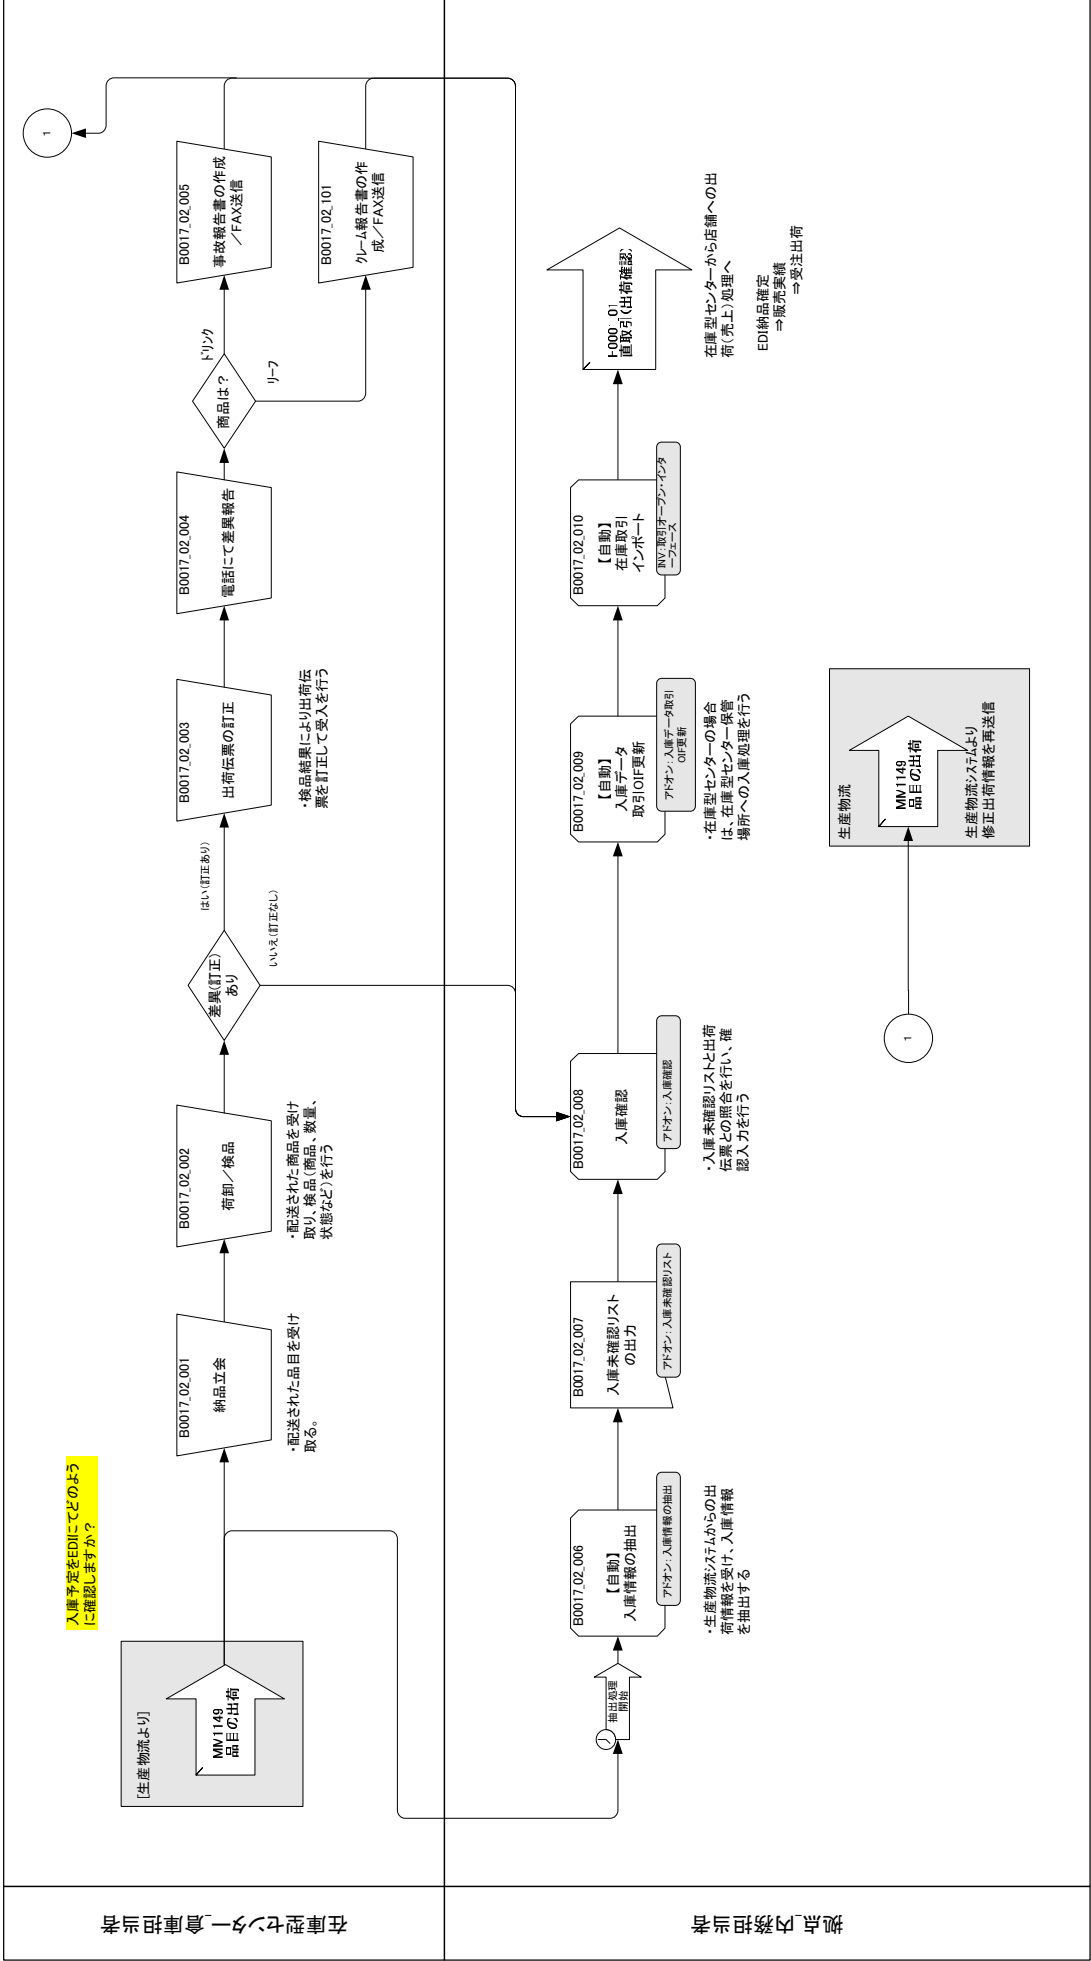 在庫型センター_倉庫担当者
[生産物流より]
MM1149
品目の出荷
入庫予定をEDIにてどのよう
に確認しますか？
B0017_02_001
納品立会
・配送された品目を受け
取る。
B0017_02_002
荷卸／検品
・配送された商品を受け
取り、検品（商品、数量、
状態など）を行う
差異（訂正）
あり
はい（訂正あり）
いいえ（訂正なし）
B0017_02_003
出荷伝票の訂正
・検品結果により出荷伝
票を訂正して受入を行う
B0017_02_004
電話にて差異報告
商品は？
ドリンク
リーフ
B0017_02_005
事故報告書の作成
／FAX送信
B0017_02_101
クレーム報告書の作
成／FAX送信
1
拠点_内務担当者
抽出処理
開始
B0017_02_006
【自動】
入庫情報の抽出
アドオン：入庫情報の抽出
・生産物流システムからの出
荷情報を受け、入庫情報
を抽出する
B0017_02_007
入庫未確認リスト
の出力
アドオン：入庫未確認リスト
B0017_02_008
入庫確認
アドオン：入庫確認
・入庫未確認リストと出荷
伝票との照合を行い、確
認入力を行う
B0017_02_009
【自動】
入庫データ
取引OIF更新
アドオン：入庫データ取引
OIF更新
・在庫型センターの場合
は、在庫型センター保管
場所への入庫処理を行う
B0017_02_010
【自動】
在庫取引
インポート
INV：取引オープン・インタ
ーフェース
直取引（出荷確認）
在庫型センターから店舗への出
荷（売上）処理へ
EDI納品確定
⇒販売実績
⇒受注出荷
1
生産物流
MM1149
品目の出荷
生産物流システムより
修正出荷情報を再送信